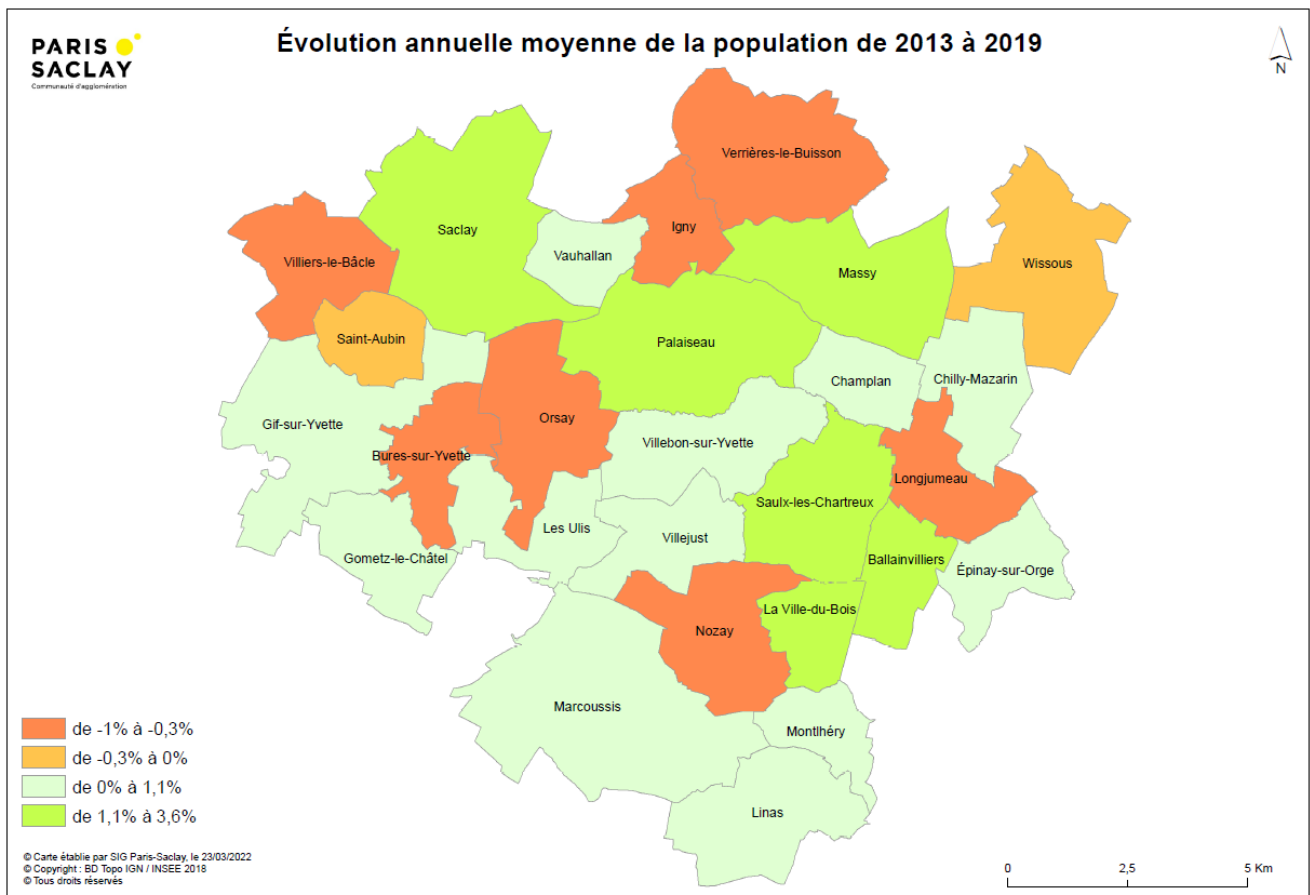 PARIS
SACLAY
Communauté d'agglomération
Évolution annuelle moyenne de la population de 2013 à 2019
N
Verrières-le-Buisson
Saclay
Igny
Vauhallan
Villiers-le-Bâcle
Massy
Wissous
Saint-Aubin
Palaiseau
Champlan
Chilly-Mazarin
Orsay
Gif-sur-Yvette
Villebon-sur-Yvette
Bures-sur-Yvette
Longjumeau
Saulx-les-Chartreux
Les Ulis
Villejust
Gometz-le-Châtel
Ballainvilliers
Épinay-sur-Orge
La Ville-du-Bois
Nozay
Marcoussis
Montlhéry
Linas
de -1% à -0,3%
de -0,3% à 0%
de 0% à 1,1%
de 1,1% à 3,6%
© Carte établie par SIG Paris-Saclay, le 23/03/2022
© Copyright : BD Topo IGN / INSEE 2018
© Tous droits réservés
0 2,5 5 Km